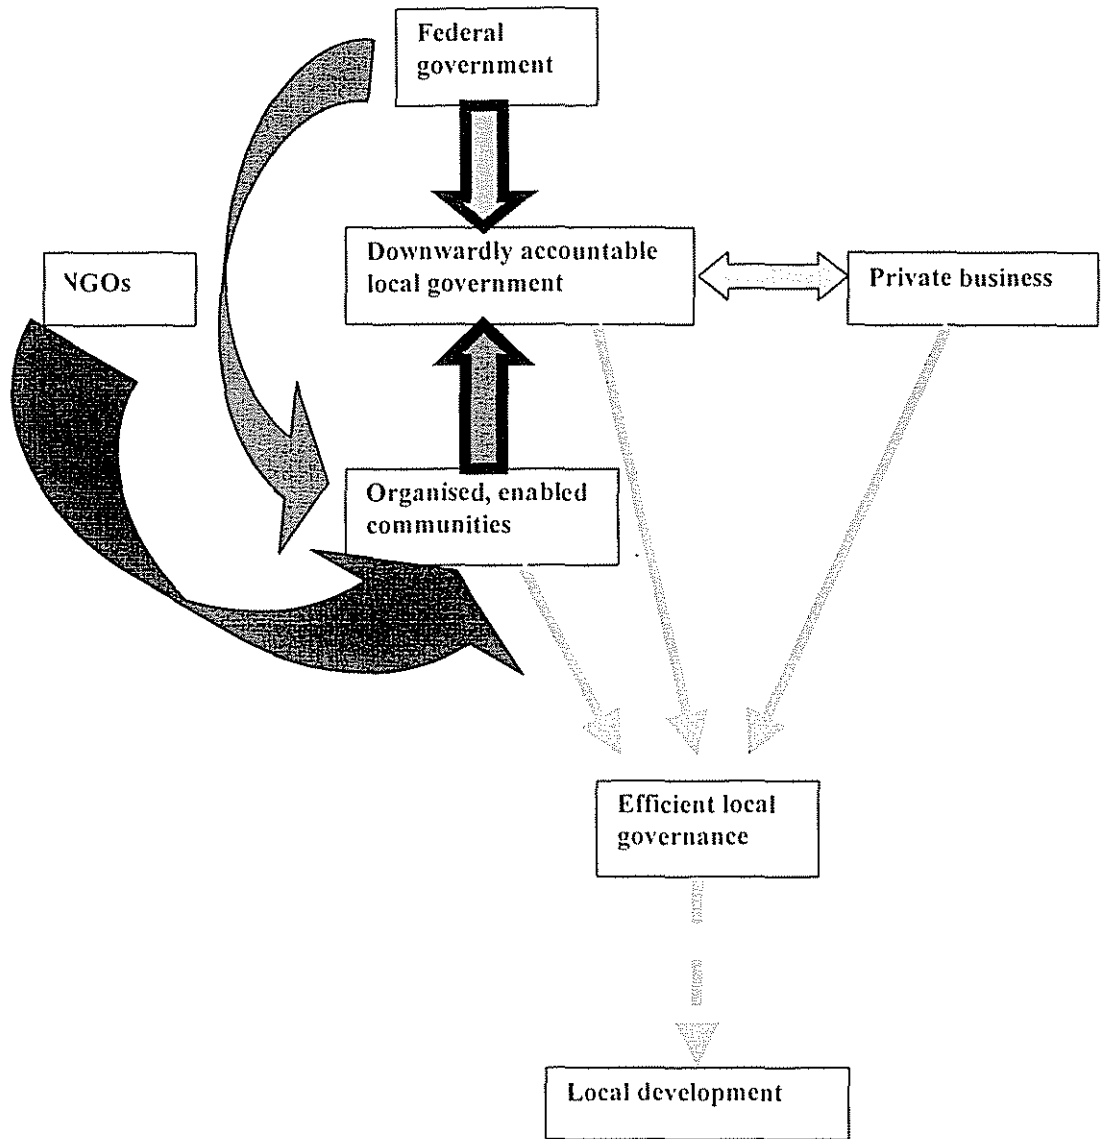 Federal
government
Downwardly accountable
local government
NGOs
Private business
Organised, enabled
communities
Efficient local
governance
Local development